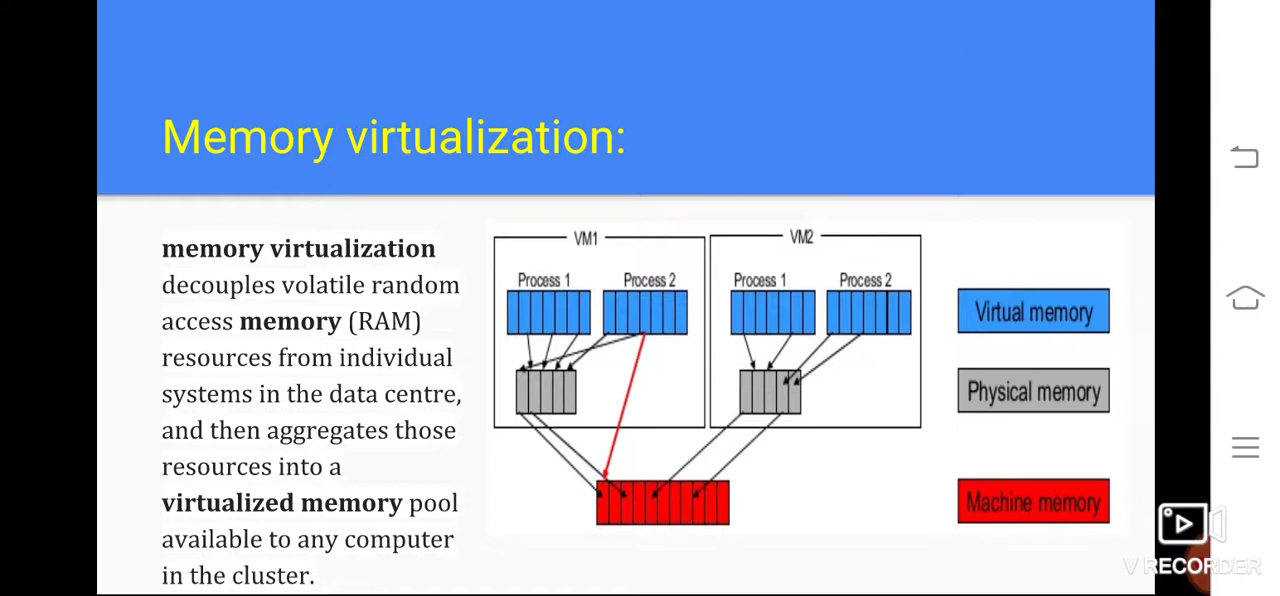 Memory virtualization:
memory virtualization
decouples volatile random
access memory (RAM)
resources from individual
systems in the data centre,
and then aggregates those
resources into a
virtualized memory pool
available to any computer
in the cluster.
VM1
Process 1 Process 2
VM2
Process 1 Process 2
Virtual memory
Physical memory
Machine memory
V RECORDER